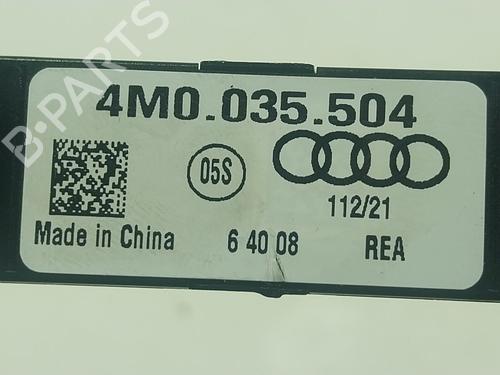 4M0.035.504
05S
112/21
Made in China 6 40 08 REA
B-PARTS